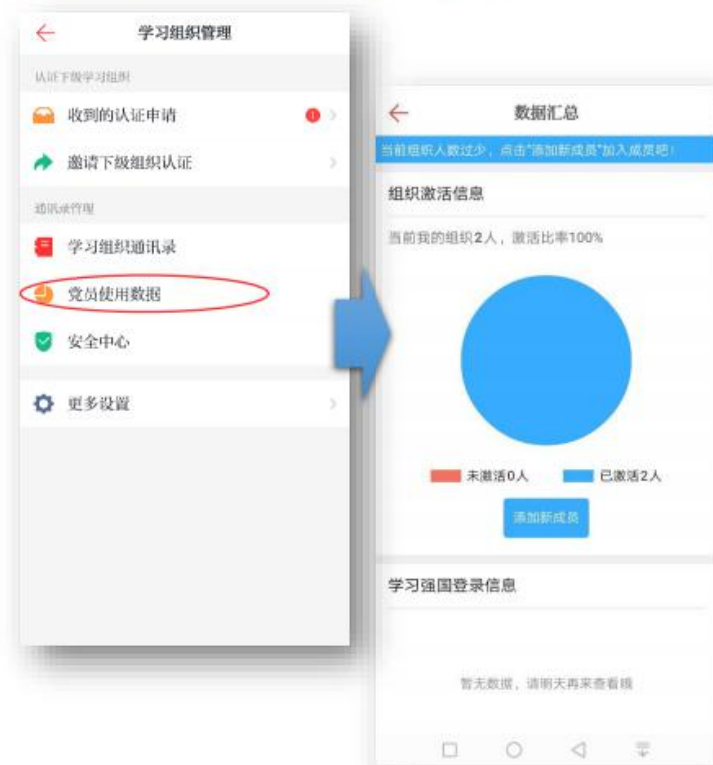 学习组织管理
认证下级学习组织
收到的认证申请
1
邀请下级组织认证
通讯录管理
学习组织通讯录
党员使用数据
安全中心
更多设置
数据汇总
当前组织人数过少，点击"添加新成员"加入成员吧！
组织激活信息
当前我的组织2人，激活比率100%
未激活0人
已激活2人
添加新成员
学习强国登录信息
暂无数据，请明天再来查看哦